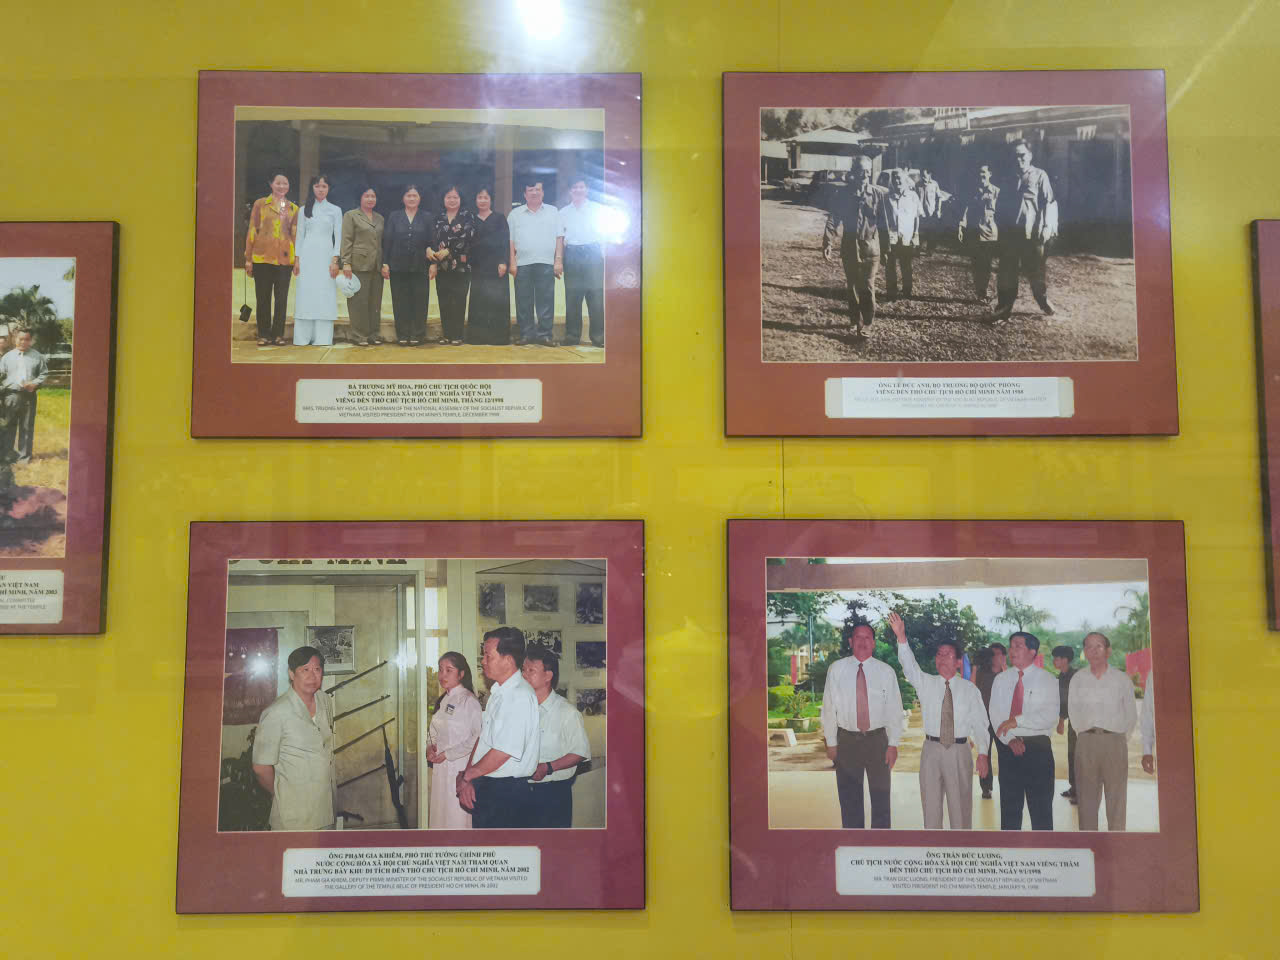 BÀ TRƯƠNG MỸ HOA, PHÓ CHỦ TỊCH QUỐC HỘI
NƯỚC CỘNG HÒA XÃ HỘI CHỦ NGHĨA VIỆT NAM
VIẾNG ĐỀN THỜ CHỦ TỊCH HỒ CHÍ MINH, THÁNG 12/1998
MRS. TRUONG MY HOA, VICE CHAIRMAN OF THE NATIONAL ASSEMBLY OF THE SOCIALIST REPUBLIC OF
VIETNAM, VISITED PRESIDENT HO CHI MINH'S TEMPLE, DECEMBER 1998
ÔNG LÊ ĐỨC ANH, BỘ TRƯỞNG BỘ QUỐC PHÒNG
VIẾNG ĐỀN THỜ CHỦ TỊCH HỒ CHÍ MINH NĂM 1988
AN VIỆT NAM
CHÍ MINH, NĂM 2003
COMMITTEE
THE TEMPLE
CHI MINH
ÔNG PHẠM GIA KHIÊM, PHÓ THỦ TƯỚNG CHÍNH PHỦ
NƯỚC CỘNG HÒA XÃ HỘI CHỦ NGHĨA VIỆT NAM THAM QUAN
NHÀ TRƯNG BÀY KHU DI TÍCH ĐỀN THỜ CHỦ TỊCH HỒ CHÍ MINH, NĂM 2002
MR. PHAM GIA KHIEM, DEPUTY PRIME MINISTER OF THE SOCIALIST REPUBLIC OF VIETNAM VISITED
THE GALLERY OF THE TEMPLE RELIC OF PRESIDENT HO CHI MINH, IN 2002
ÔNG TRẦN ĐỨC LƯƠNG,
CHỦ TỊCH NƯỚC CỘNG HÒA XÃ HỘI CHỦ NGHĨA VIỆT NAM VIẾNG THĂM
ĐỀN THỜ CHỦ TỊCH HỒ CHÍ MINH, NGÀY 9/1/1998
MR. TRAN DUC LUONG, PRESIDENT OF THE SOCIALIST REPUBLIC OF VIETNAM
VISITED PRESIDENT HO CHI MINH'S TEMPLE, JANUARY 9, 1998